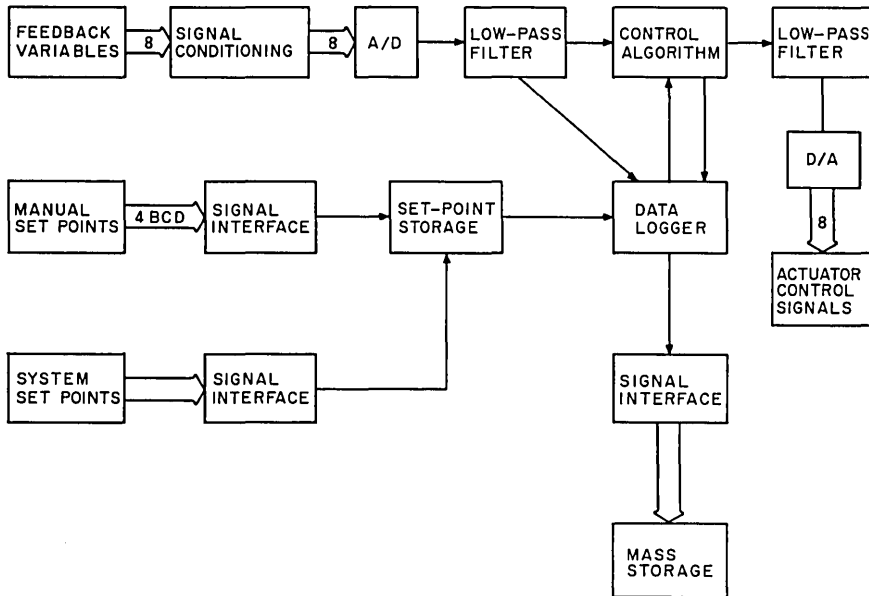 FEEDBACK
VARIABLES
8
SIGNAL
CONDITIONING
8
A/D
LOW-PASS
FILTER
CONTROL
ALGORITHM
LOW-PASS
FILTER
D/A
MANUAL
SET POINTS
4 BCD
SIGNAL
INTERFACE
SET-POINT
STORAGE
DATA
LOGGER
8
ACTUATOR
CONTROL
SIGNALS
SYSTEM
SET POINTS
SIGNAL
INTERFACE
SIGNAL
INTERFACE
MASS
STORAGE